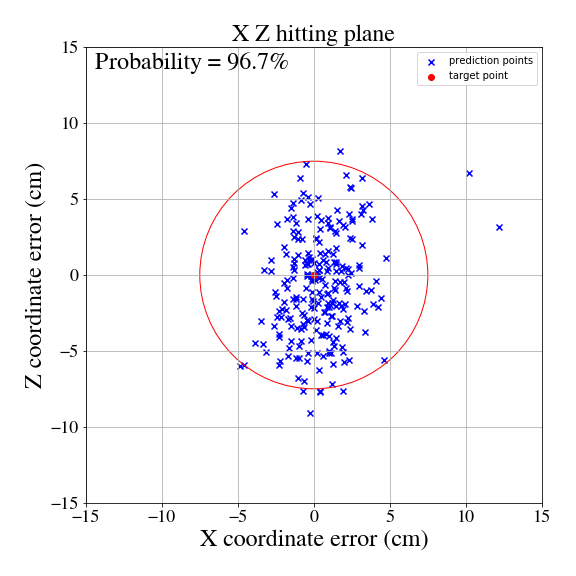 X Z hitting plane
Probability = 96.7%
prediction points
target point
Z coordinate error (cm)
15
10
5
0
−5
−10
−15
−15
−10
−5
0
5
10
15
X coordinate error (cm)